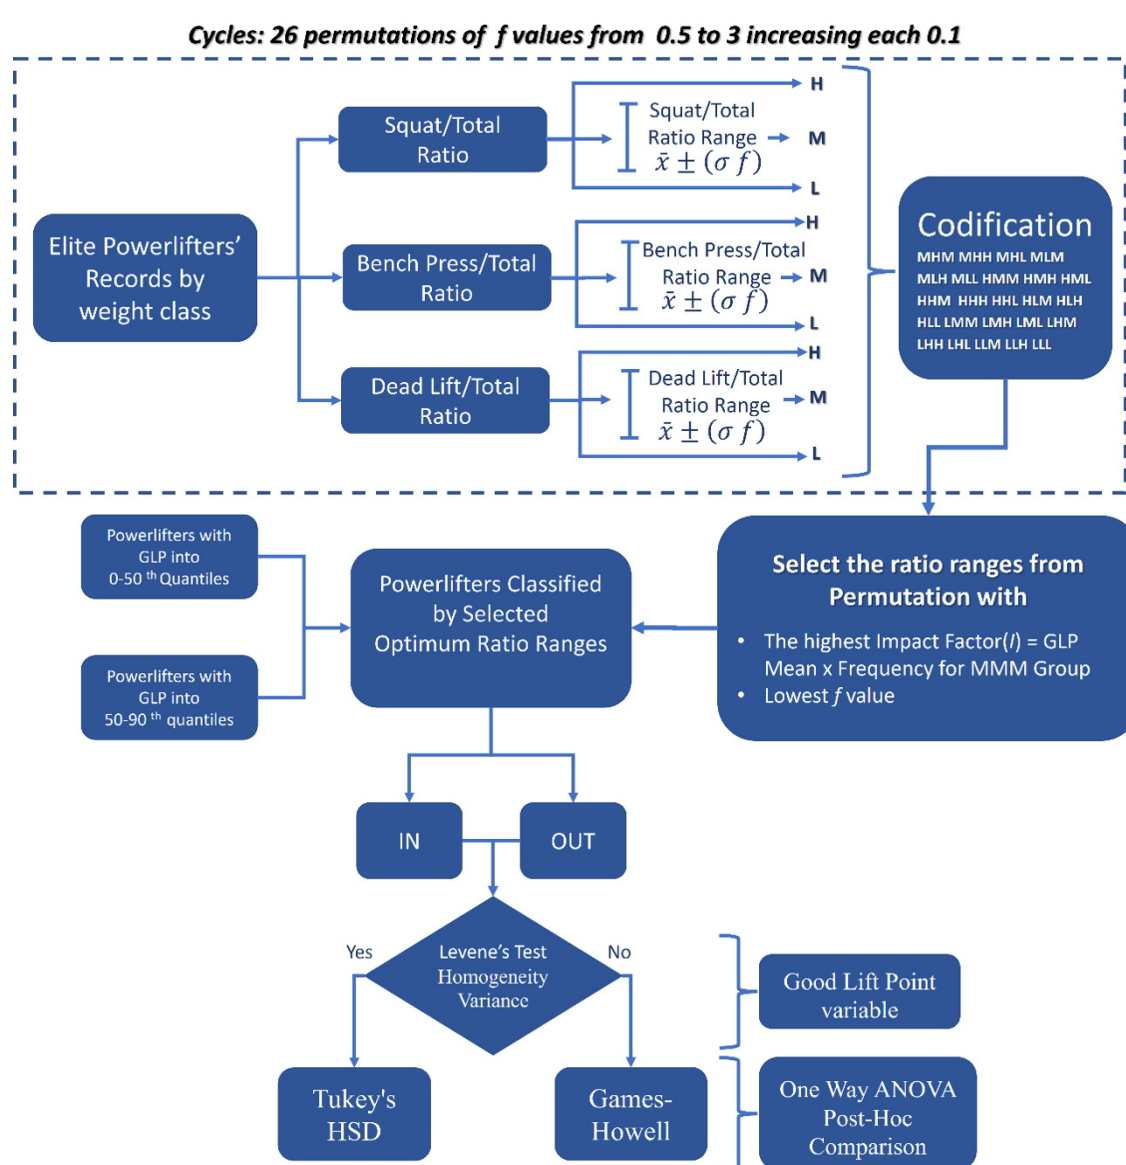 Cycles: 26 permutations of f values from 0.5 to 3 increasing each 0.1
Elite Powerlifters’
Records by
weight class
Squat/Total
Ratio
H
Squat/Total
Ratio Range
x̄ ± (σ f)
M
L
Bench Press/Total
Ratio
H
Bench Press/Total
Ratio Range
x̄ ± (σ f)
M
L
Dead Lift/Total
Ratio
H
Dead Lift/Total
Ratio Range
x̄ ± (σ f)
M
L
Codification
MHM MHH MHL MLM
MLH MLL HMM HMH HML
HHM HHH HHL HLM HLH
HLL LMM LMH LML LHM
LHH LHL LLM LLH LLL
Select the ratio ranges from
Permutation with
• The highest Impact Factor(I) = GLP
Mean x Frequency for MMM Group
• Lowest f value
Powerlifters with
GLP into
0-50 th Quantiles
Powerlifters with
GLP into
50-90 th quantiles
Powerlifters Classified
by Selected
Optimum Ratio Ranges
IN
OUT
Yes
Levene’s Test
Homogeneity
Variance
No
Tukey's
HSD
Games-
Howell
Good Lift Point
variable
One Way ANOVA
Post-Hoc
Comparison